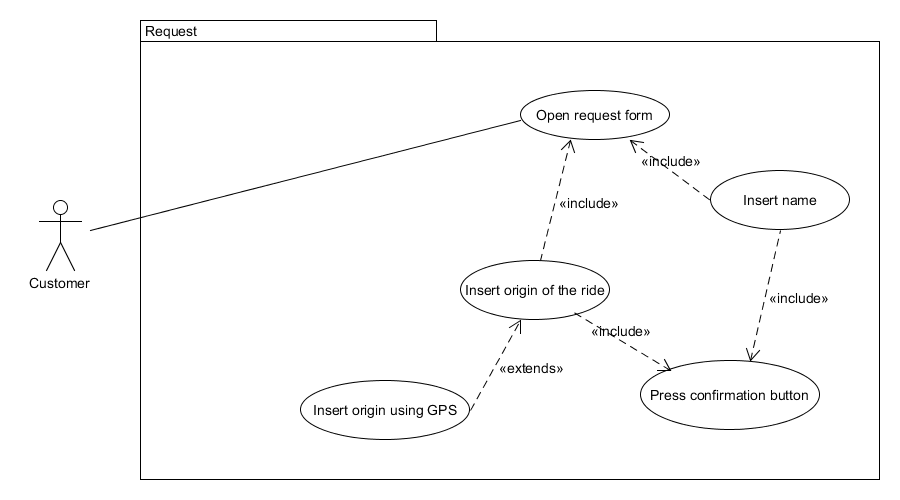 Request
Open request form
«include»
Insert name
«include»
Customer
Insert origin of the ride
«include»
«include»
«extends»
Press confirmation button
Insert origin using GPS